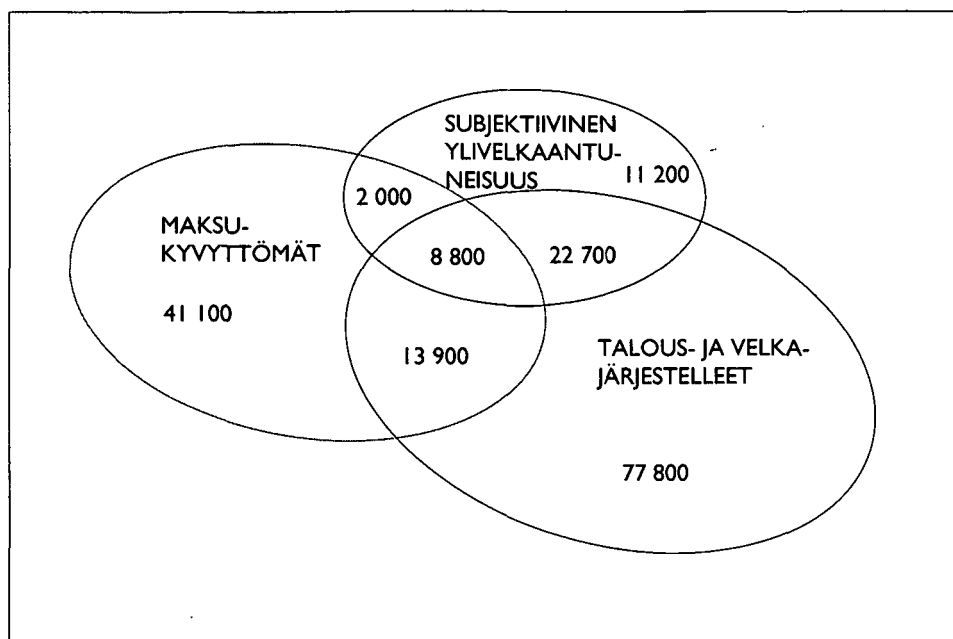 SUBJEKTIIVINEN
YLIVELKAANTU-
NEISUUS
11 200
2 000
MAKSU-
KYVYTTÖMÄT
8 800
22 700
41 100
13 900
TALOUS- JA VELKA-
JÄRJESTELLEET
77 800